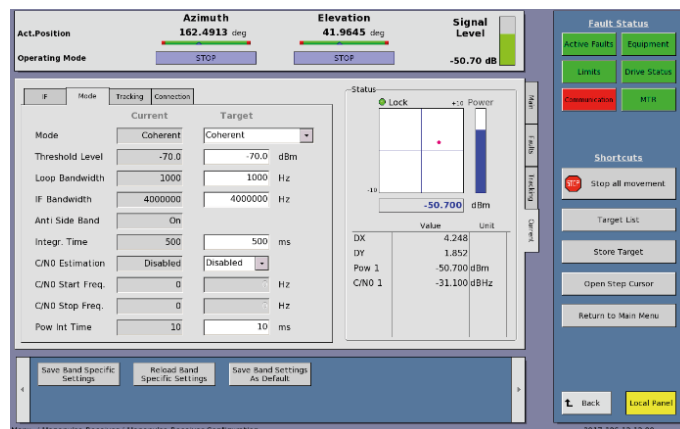 Azimuth
Elevation
Signal Level
Act.Position
162.4913 deg
41.9645 deg
Operating Mode
STOP
STOP
-50.70 dB
IF
Mode
Tracking
Connection
Current
Target
Mode
Coherent
Coherent
Threshold Level
-70.0
-70.0 dBm
Loop Bandwidth
1000
1000 Hz
IF Bandwidth
4000000
4000000 Hz
Anti Side Band
On
Integr. Time
500
500 ms
C/N0 Estimation
Disabled
Disabled
C/N0 Start Freq.
0
Hz
C/N0 Stop Freq.
0
Hz
Pow Int Time
10
10 ms
Status
Lock
+10
Power
-10
-50.700 dBm
Value
Unit
DX 4.248
DY 1.852
Pow 1 -50.700 dBm
C/N0 1 -31.100 dBHz
Main
Faults
Tracking
Current
Save Band Specific Settings
Reload Band Specific Settings
Save Band Settings As Default
Fault Status
Active Faults
Equipment
Limits
Drive Status
Communication
MTR
Shortcuts
STOP
Stop all movement
Target List
Store Target
Open Step Cursor
Return to Main Menu
Back
Local Panel